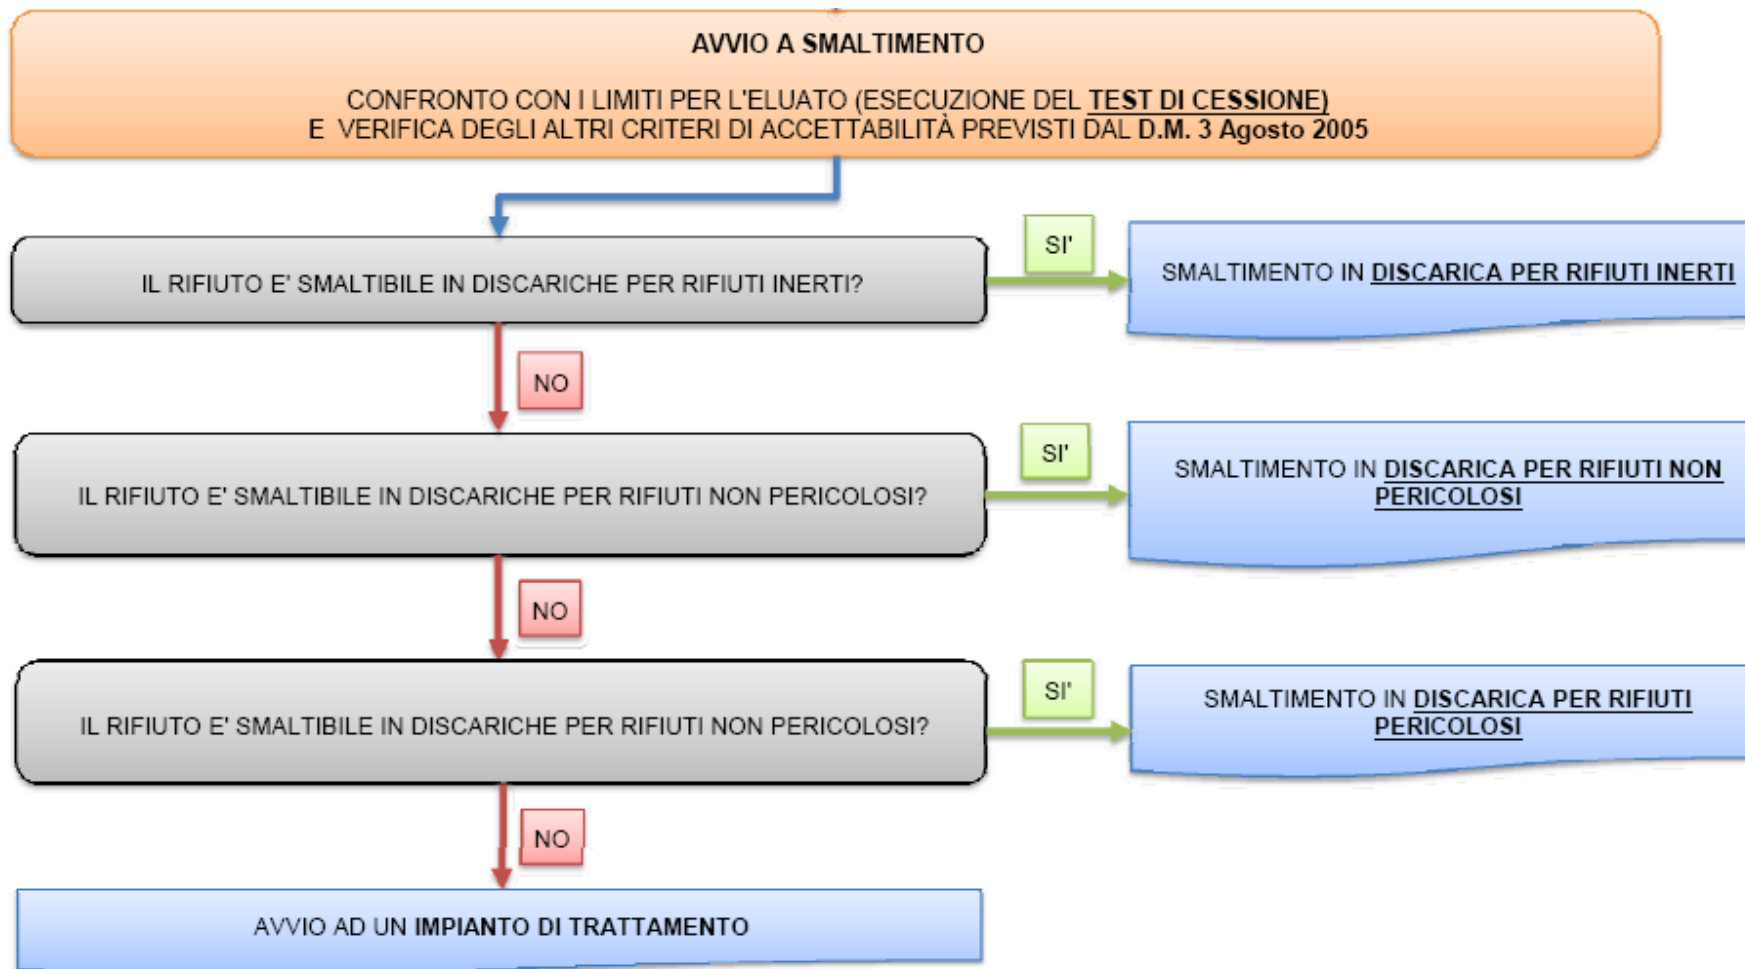 AVVIO A SMALTIMENTO
CONFRONTO CON I LIMITI PER L'ELUATO (ESECUZIONE DEL TEST DI CESSIONE)
E VERIFICA DEGLI ALTRI CRITERI DI ACCETTABILITÀ PREVISTI DAL D.M. 3 Agosto 2005
IL RIFIUTO E' SMALTIBILE IN DISCARICHE PER RIFIUTI INERTI?
SI'
SMALTIMENTO IN DISCARICA PER RIFIUTI INERTI
NO
IL RIFIUTO E' SMALTIBILE IN DISCARICHE PER RIFIUTI NON PERICOLOSI?
SI'
SMALTIMENTO IN DISCARICA PER RIFIUTI NON
PERICOLOSI
NO
IL RIFIUTO E' SMALTIBILE IN DISCARICHE PER RIFIUTI NON PERICOLOSI?
SI'
SMALTIMENTO IN DISCARICA PER RIFIUTI
PERICOLOSI
NO
AVVIO AD UN IMPIANTO DI TRATTAMENTO